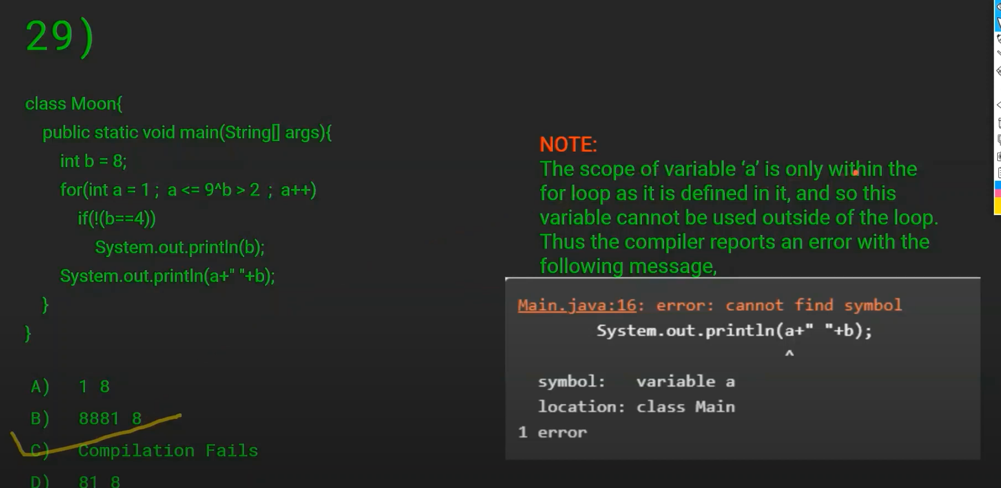 29)
class Moon{
public static void main(String[] args){
int b = 8;
for(int a = 1 ; a <= 9^b > 2 ; a++)
if(!(b==4))
System.out.println(b);
System.out.println(a+" "+b);
}
}
A) 1 8
B) 8881 8
C) Compilation Fails
D) 81 8
NOTE:
The scope of variable ‘a’ is only within the
for loop as it is defined in it, and so this
variable cannot be used outside of the loop.
Thus the compiler reports an error with the
following message,
Main.java:16: error: cannot find symbol
System.out.println(a+" "+b);
^
symbol: variable a
location: class Main
1 error